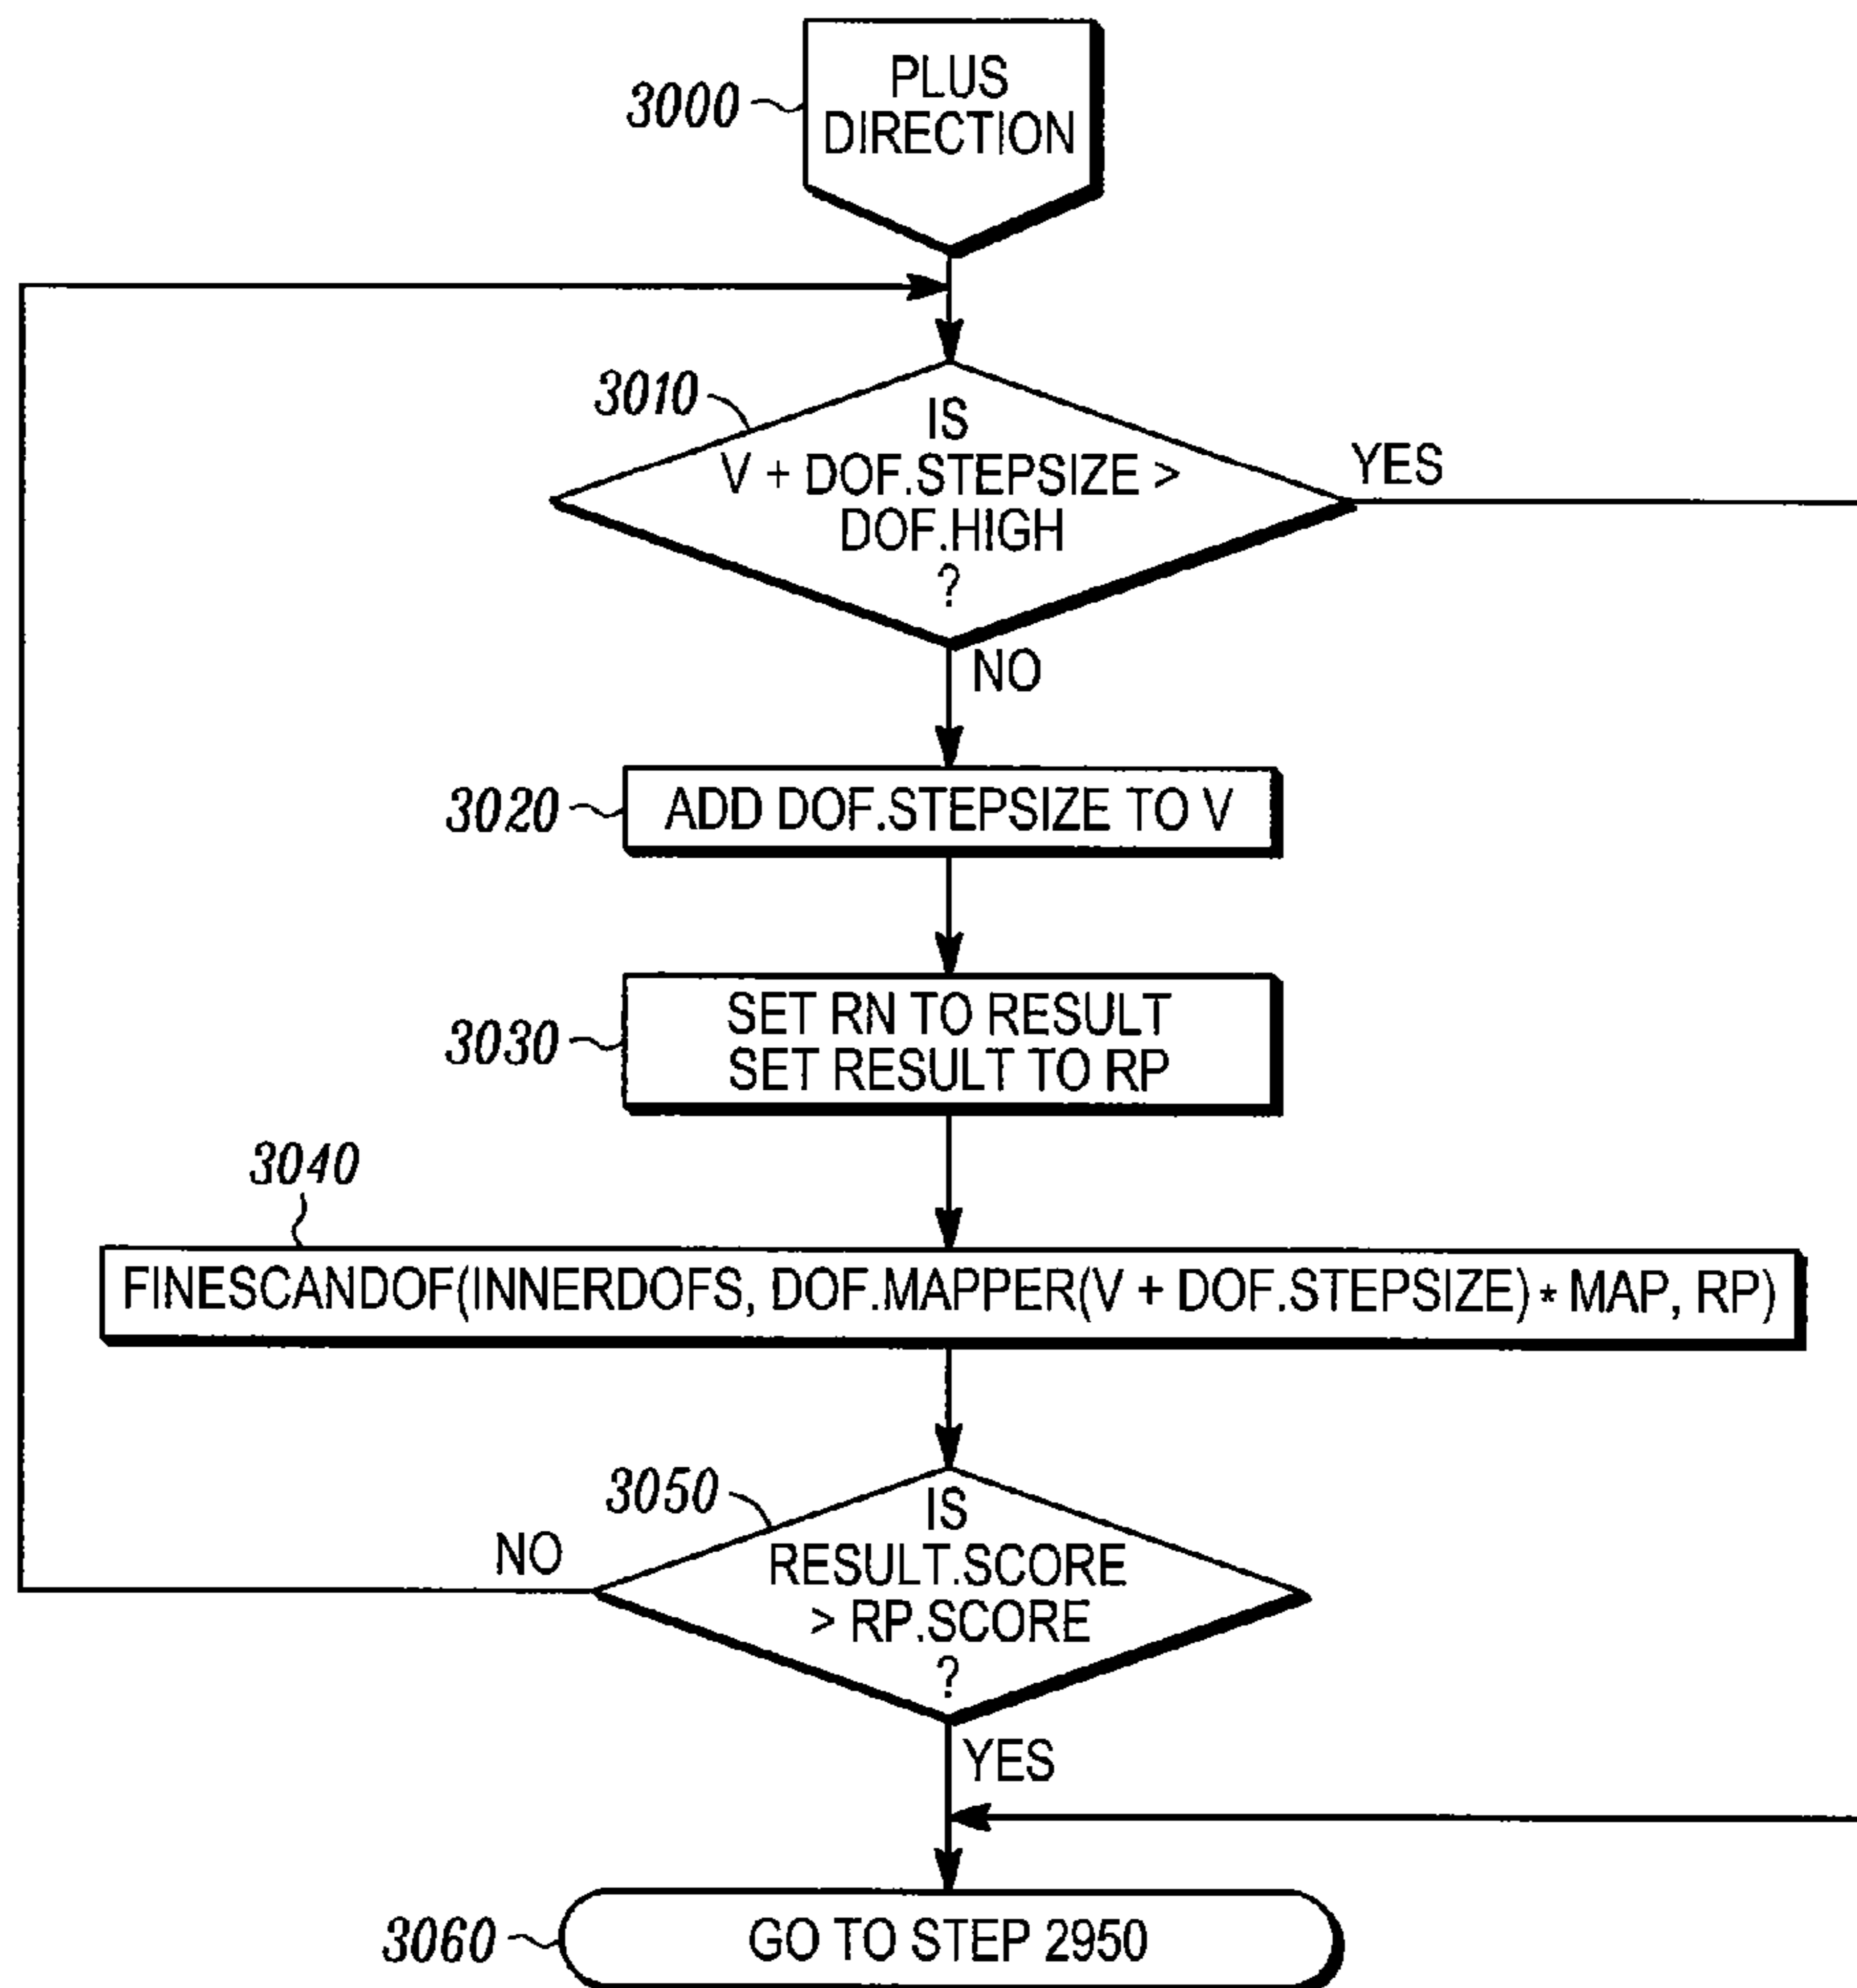 3000
PLUS
DIRECTION
3010
IS
V + DOF.STEPSIZE >
DOF.HIGH
?
YES
NO
3020
ADD DOF.STEPSIZE TO V
3030
SET RN TO RESULT
SET RESULT TO RP
3040
FINESCANDOF(INNERDOFS, DOF.MAPPER(V + DOF.STEPSIZE) * MAP, RP)
3050
IS
RESULT.SCORE
> RP.SCORE
?
NO
YES
3060
GO TO STEP 2950